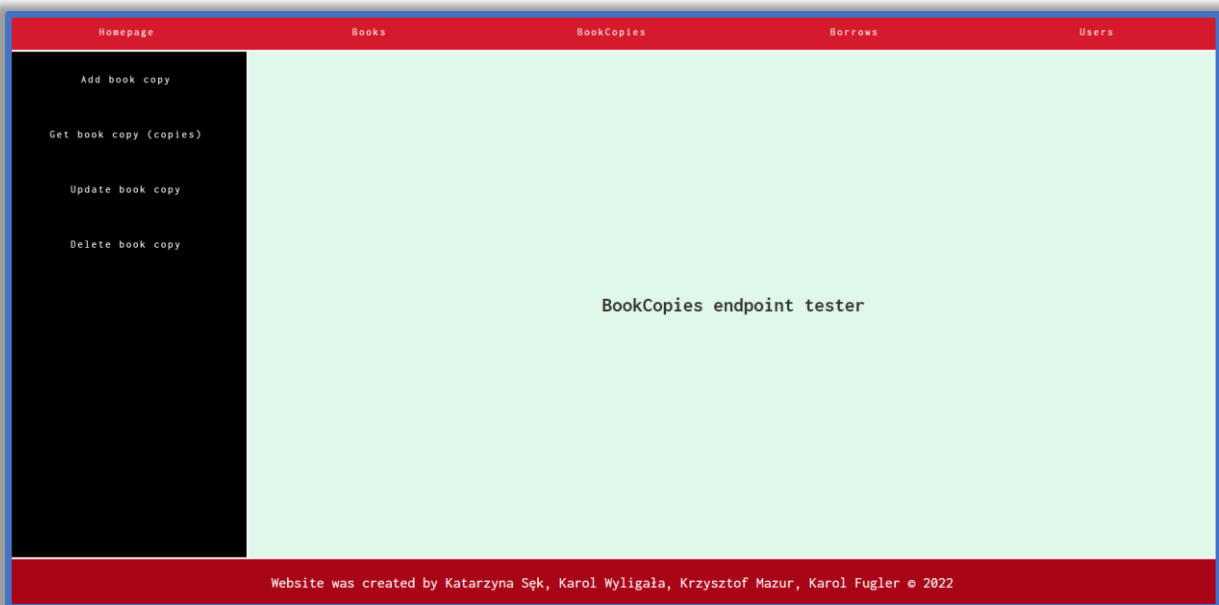 Homepage Books BookCopies Borrows Users
Add book copy
Get book copy (copies)
Update book copy
Delete book copy
BookCopies endpoint tester
Website was created by Katarzyna Sęk, Karol Wyligała, Krzysztof Mazur, Karol Fugler © 2022